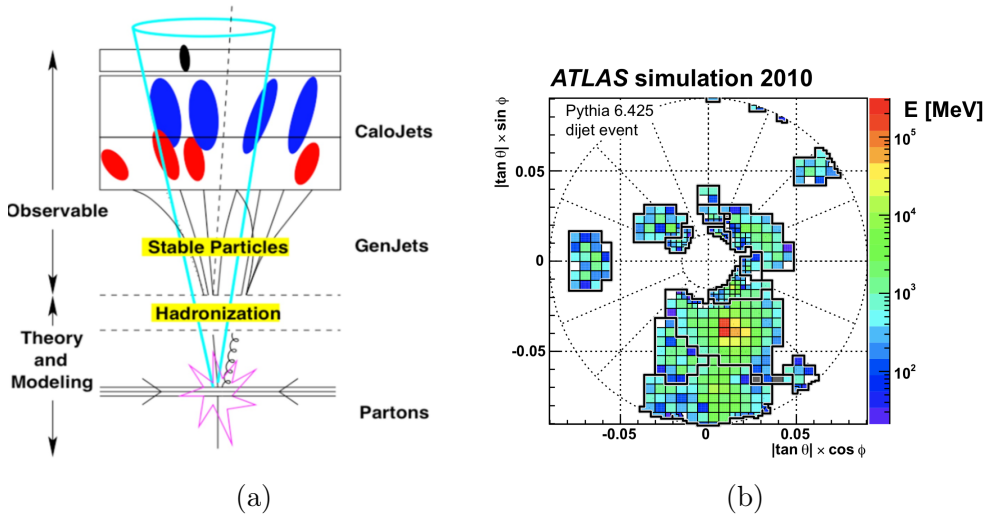 CaloJets
Observable
Stable Particles
GenJets
Hadronization
Theory
and
Modeling
Partons
(a)
ATLAS simulation 2010
Pythia 6.425
dijet event
E [MeV]
|tan θ| × sin ϕ
0.05
0
-0.05
-0.05
0
0.05
|tan θ| × cos ϕ
10⁵
10⁴
10³
10²
(b)